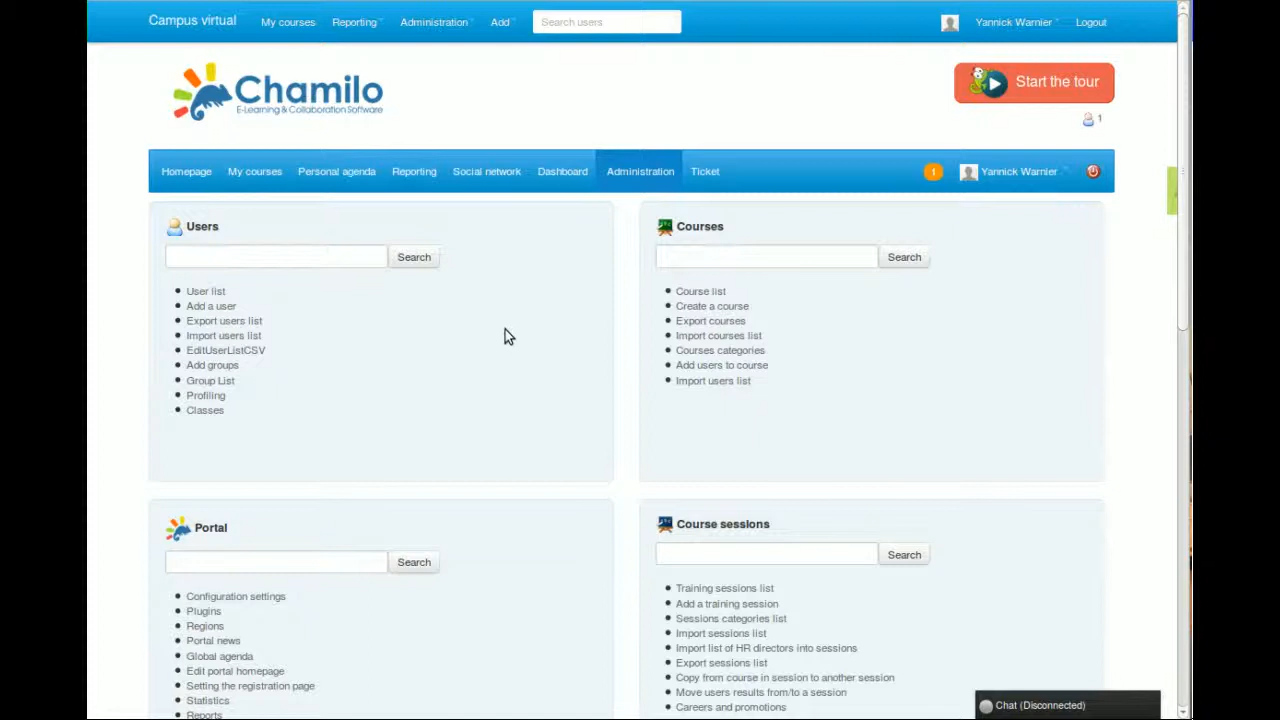 Campus virtual My courses Reporting Administration Add Search users Yannick Warnier Logout
Chamilo
E-Learning & Collaboration Software
Start the tour
1
Homepage My courses Personal agenda Reporting Social network Dashboard Administration Ticket 1 Yannick Warnier
Users
Search
User list
Add a user
Export users list
Import users list
EditUserListCSV
Add groups
Group List
Profiling
Classes
Courses
Search
Course list
Create a course
Export courses
Import courses list
Courses categories
Add users to course
Import users list
Portal
Search
Configuration settings
Plugins
Regions
Portal news
Global agenda
Edit portal homepage
Setting the registration page
Statistics
Reports
Course sessions
Search
Training sessions list
Add a training session
Sessions categories list
Import sessions list
Import list of HR directors into sessions
Export sessions list
Copy from course in session to another session
Move users results from/to a session
Careers and promotions
Chat (Disconnected)